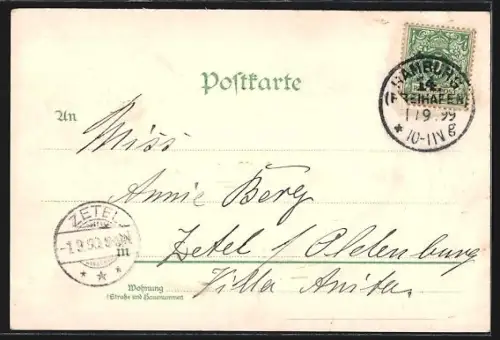 Postkarte
HAMBURG
14.
(FREIHAFEN)
1 1 9. 99
* 10-11 V g
An
Miss
Annie Berg
Zetel i/ Oldenburg
Villa Anita.
ZETEL
1.9.99.
* * *
Wohnung
(Straße und Hausnummer)